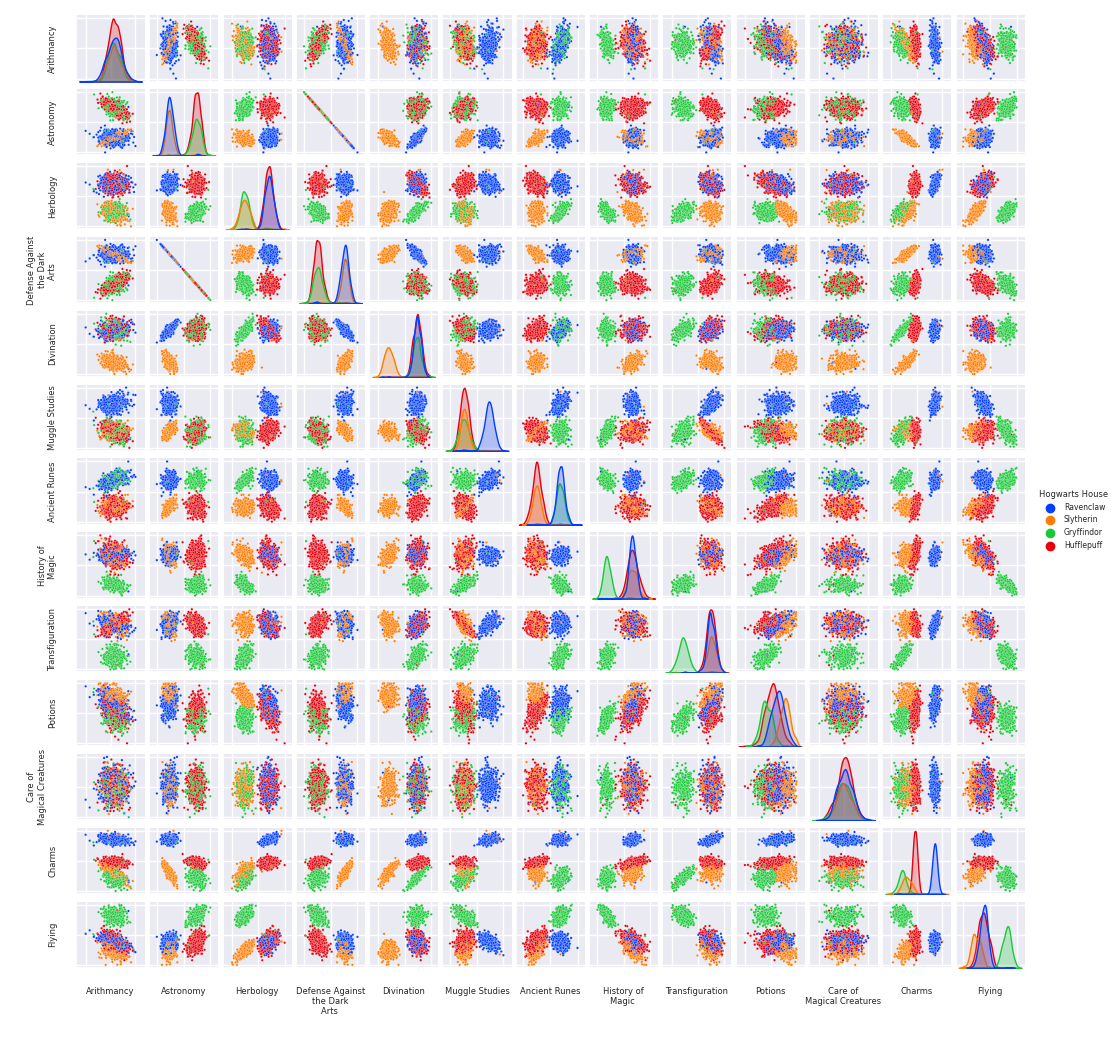 Arithmancy
Astronomy
Herbology
Defense Against
the Dark
Arts
Divination
Muggle Studies
Ancient Runes
History of
Magic
Transfiguration
Potions
Care of
Magical Creatures
Charms
Flying
Hogwarts House
Ravenclaw
Slytherin
Gryffindor
Hufflepuff
Arithmancy
Astronomy
Herbology
Defense Against
the Dark
Arts
Divination
Muggle Studies
Ancient Runes
History of
Magic
Transfiguration
Potions
Care of
Magical Creatures
Charms
Flying